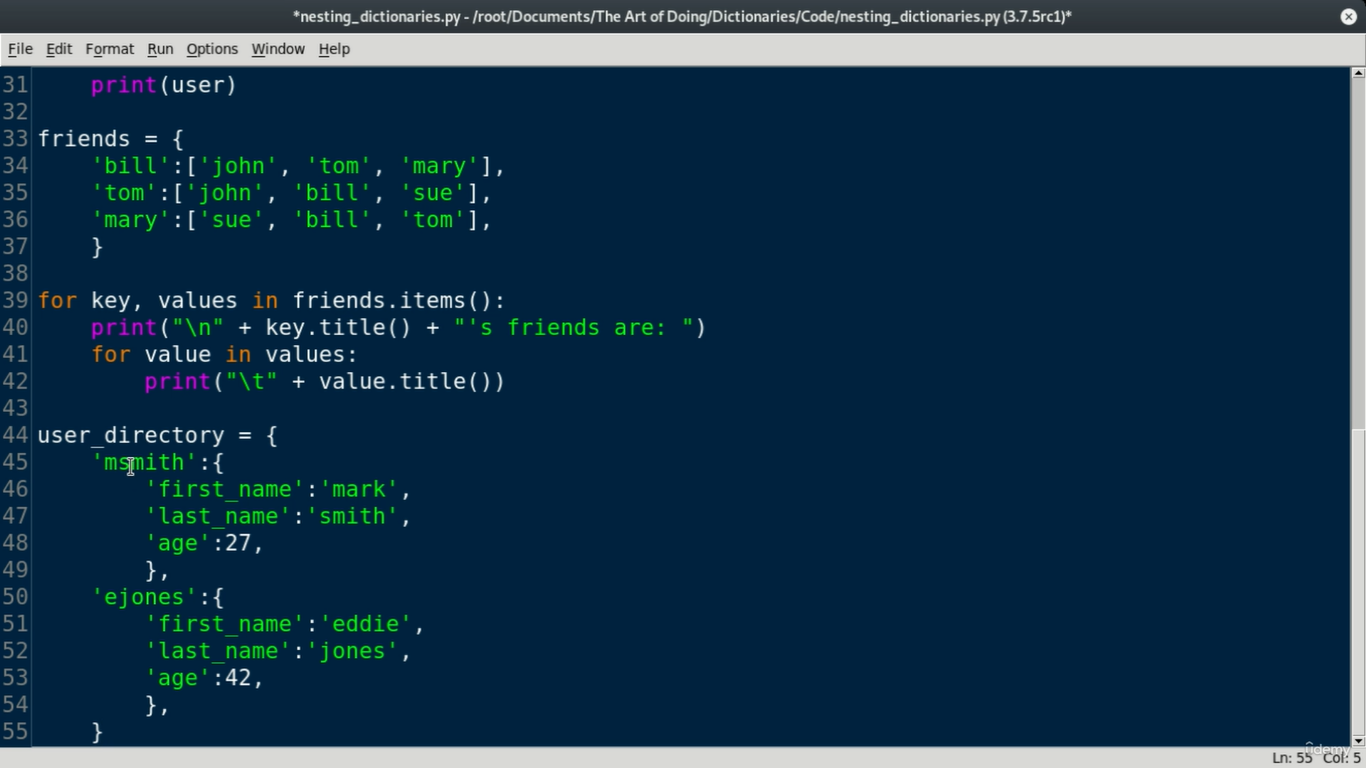 *nesting_dictionaries.py - /root/Documents/The Art of Doing/Dictionaries/Code/nesting_dictionaries.py (3.7.5rc1)*
File Edit Format Run Options Window Help
31     print(user)
32
33 friends = {
34     'bill':['john', 'tom', 'mary'],
35     'tom':['john', 'bill', 'sue'],
36     'mary':['sue', 'bill', 'tom'],
37     }
38
39 for key, values in friends.items():
40     print("\n" + key.title() + "'s friends are: ")
41     for value in values:
42         print("\t" + value.title())
43
44 user_directory = {
45     'msmith':{
46         'first_name':'mark',
47         'last_name':'smith',
48         'age':27,
49         },
50     'ejones':{
51         'first_name':'eddie',
52         'last_name':'jones',
53         'age':42,
54         },
55     }
udemy
Ln: 55 Col: 5